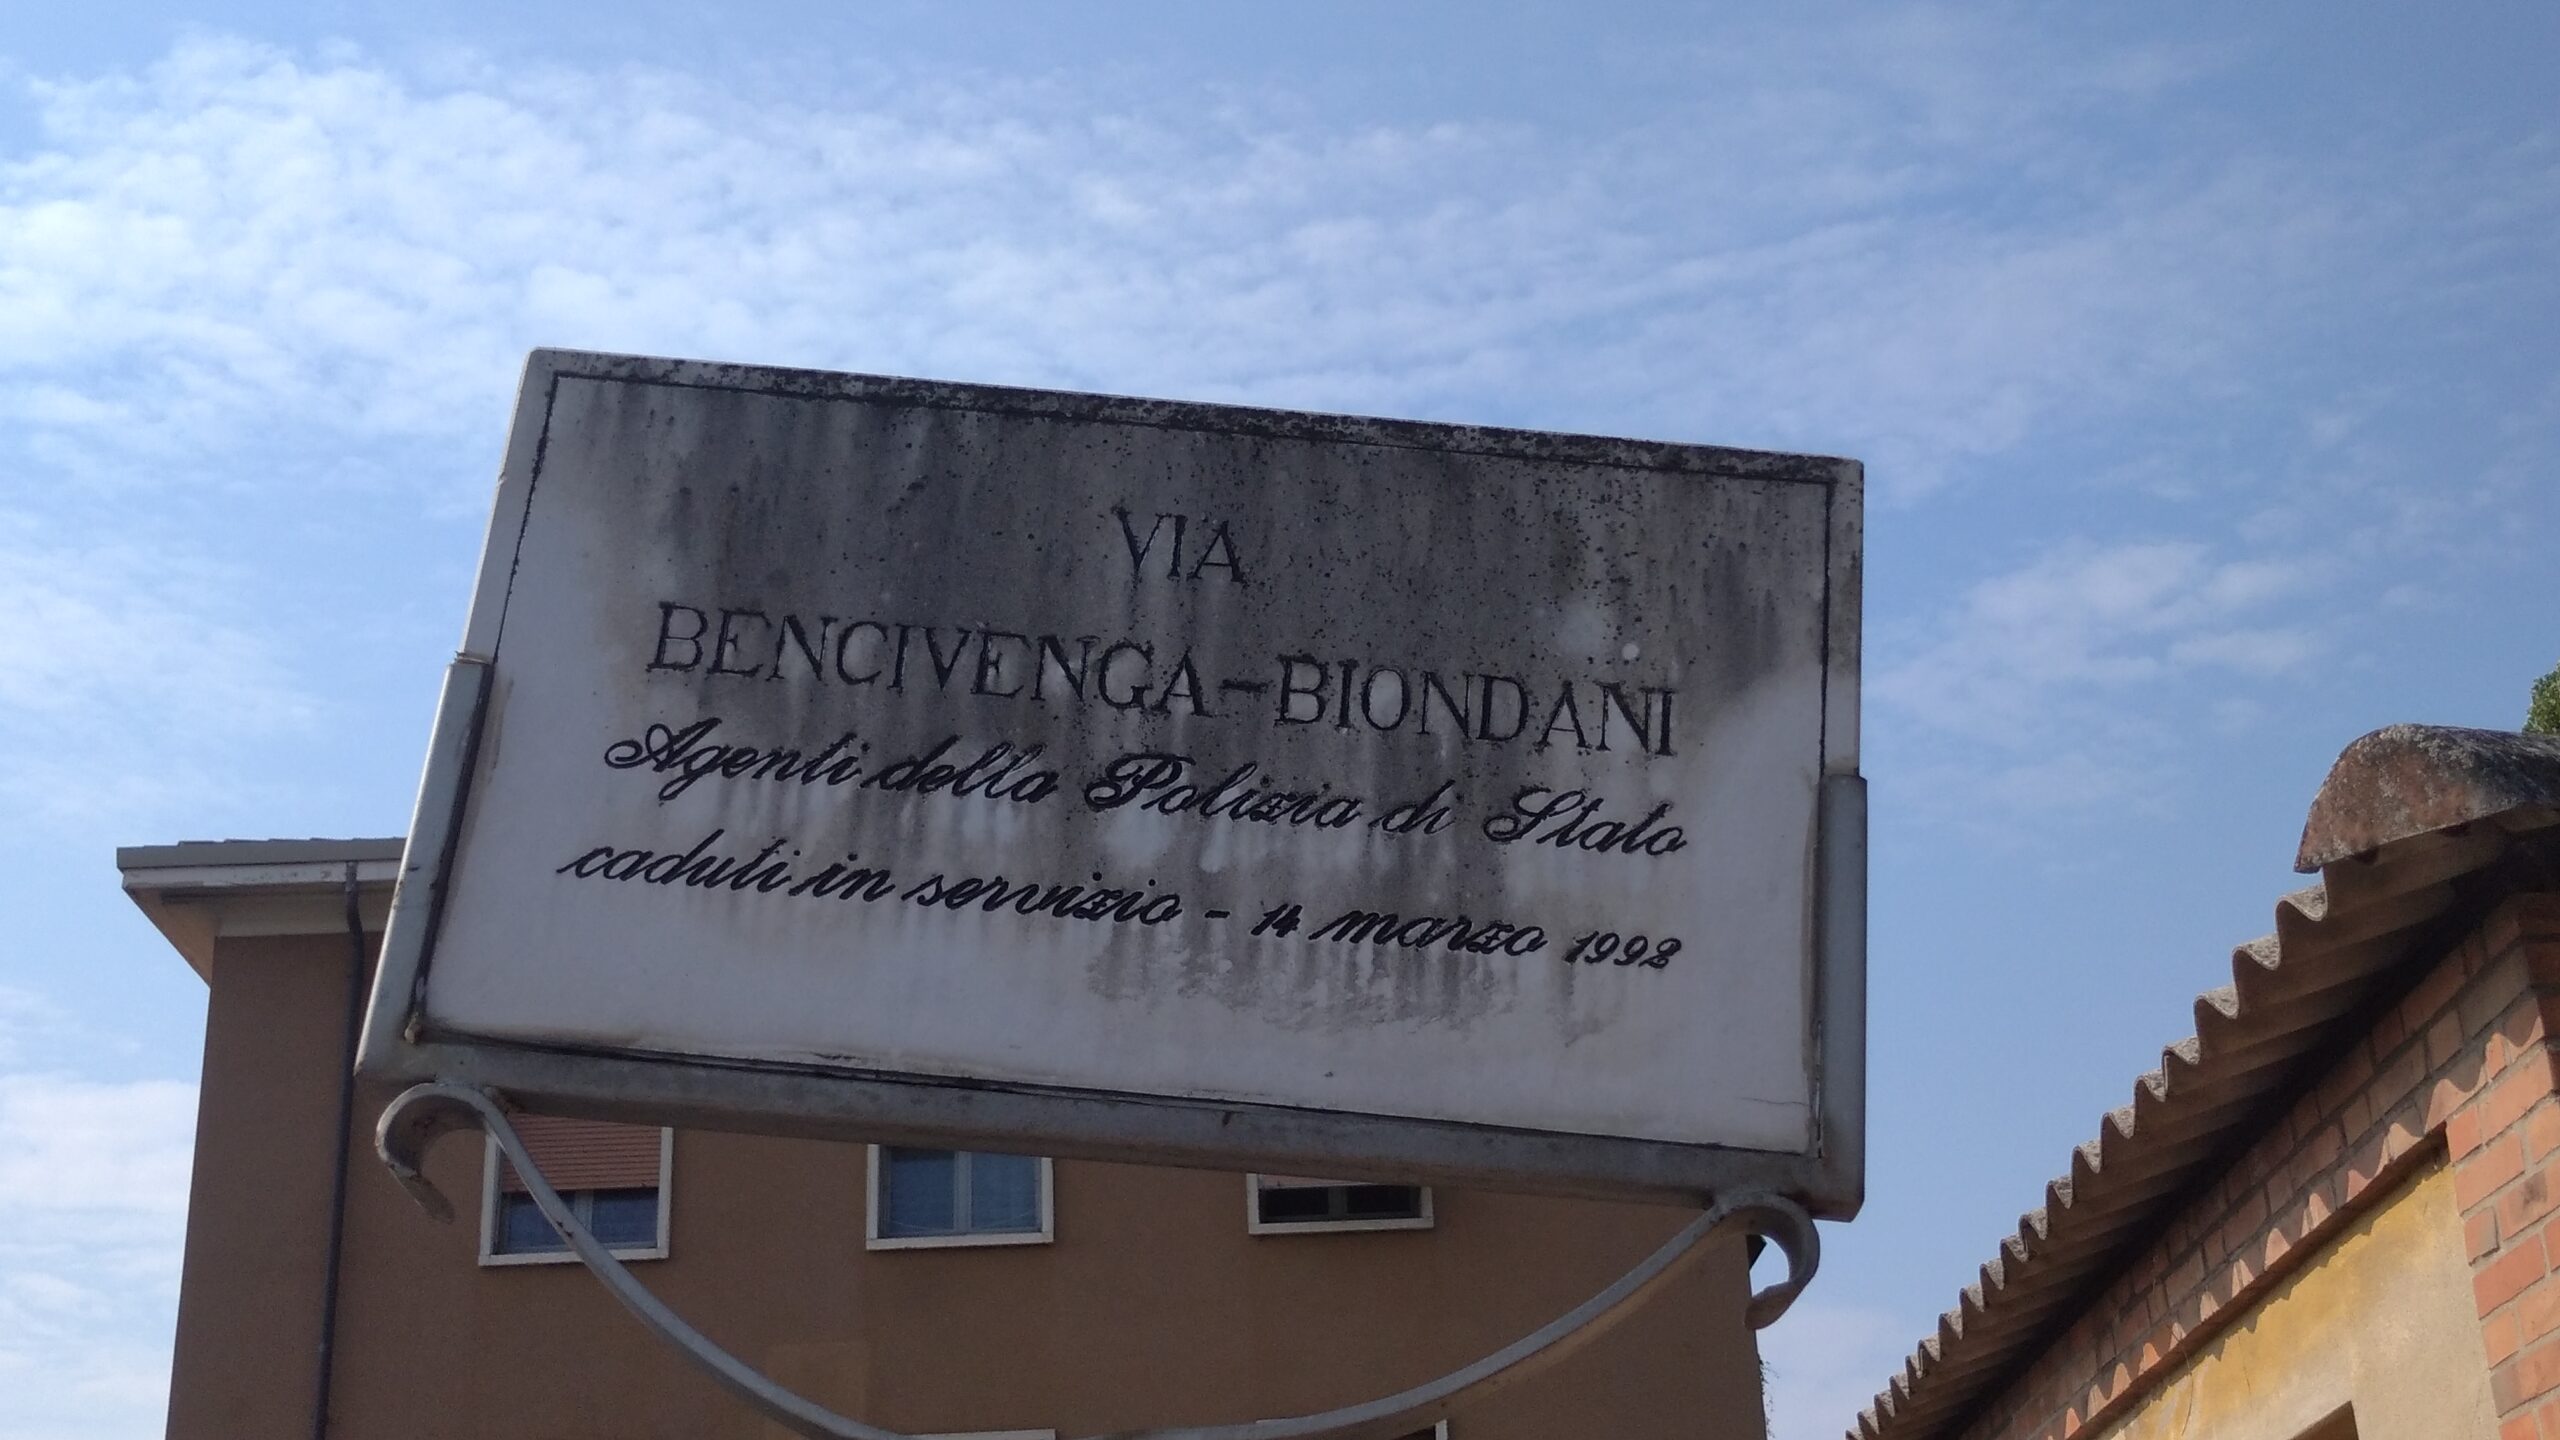 VIA
BENCIVENGA-BIONDANI
Agenti della Polizia di Stato
caduti in servizio - 14 marzo 1992